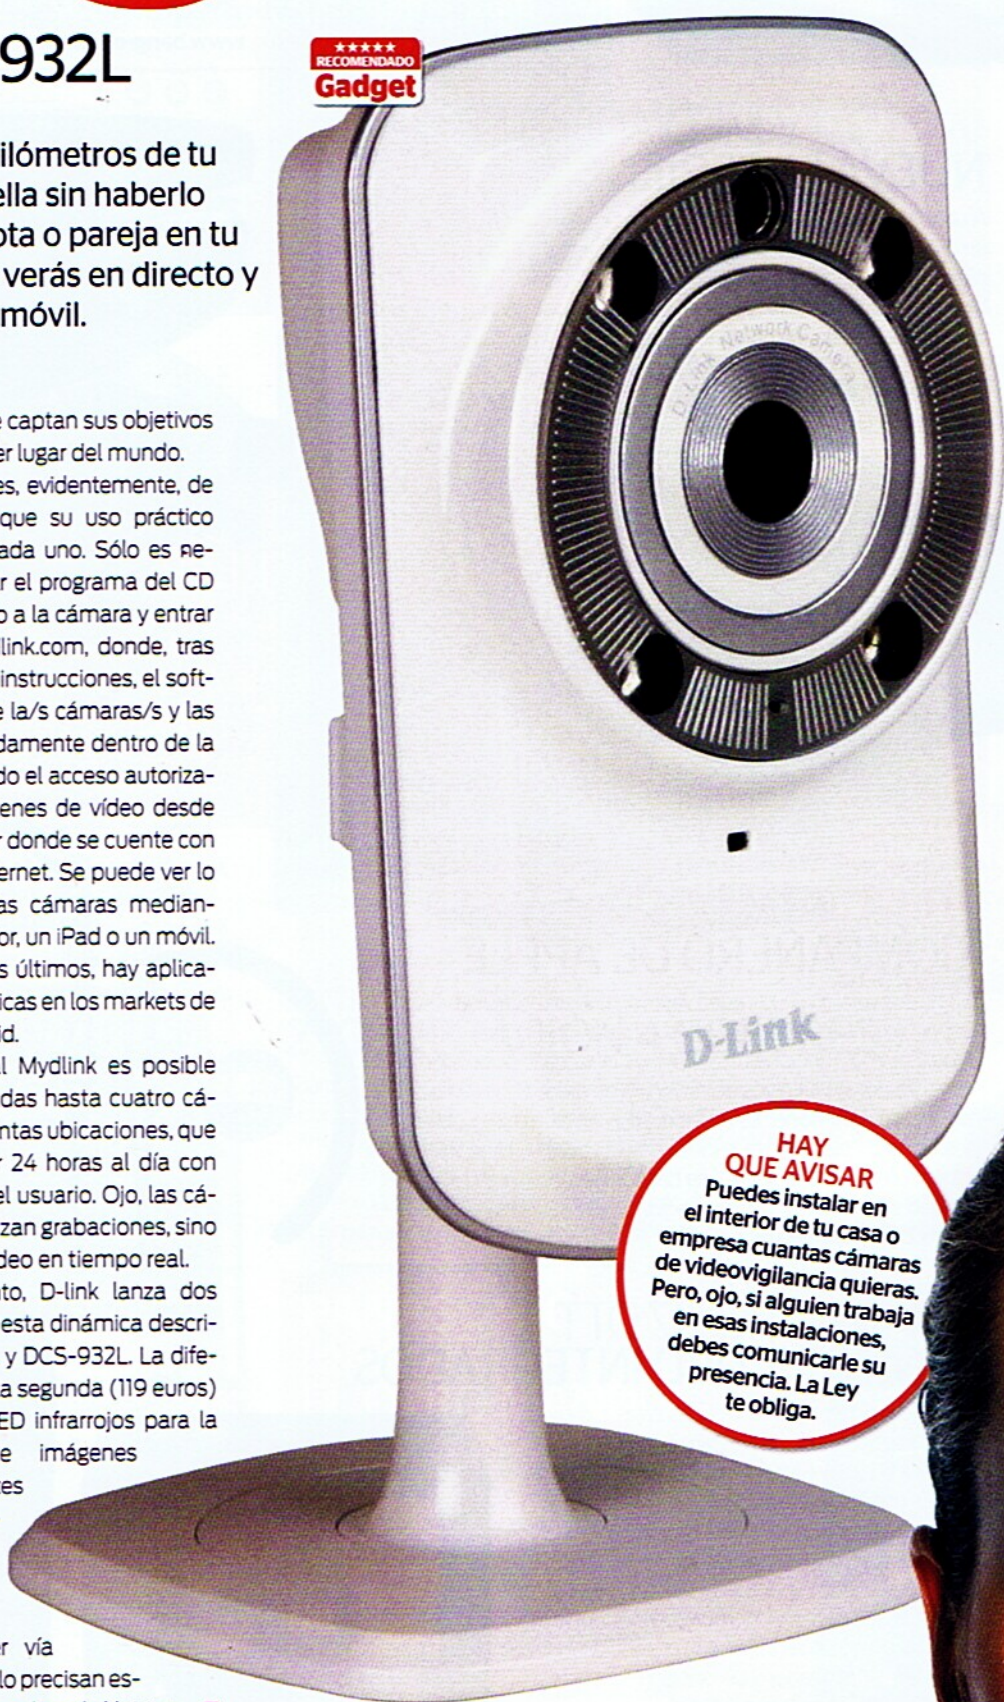 932L
★★★★★
RECOMENDADO
Gadget
ilómetros de tu
ella sin haberlo
ota o pareja en tu
verás en directo y
móvil.
e captan sus objetivos
er lugar del mundo.
es, evidentemente, de
que su uso práctico
ada uno. Sólo es ne-
r el programa del CD
o a la cámara y entrar
link.com, donde, tras
instrucciones, el soft-
e la/s cámaras/s y las
damente dentro de la
do el acceso autoriza-
enes de vídeo desde
r donde se cuente con
ernet. Se puede ver lo
as cámaras median-
or, un iPad o un móvil.
s últimos, hay aplica-
icas en los markets de
id.
l Mydlink es posible
das hasta cuatro cá-
ntas ubicaciones, que
r 24 horas al día con
el usuario. Ojo, las cá-
zan grabaciones, sino
deo en tiempo real.
to, D-link lanza dos
esta dinámica descri-
y DCS-932L. La dife-
a segunda (119 euros)
ED infrarrojos para la
e imágenes
es
r vía
lo precisan es-
D-Link Network Camera
D-Link
HAY
QUE AVISAR
Puedes instalar en
el interior de tu casa o
empresa cuantas cámaras
de videovigilancia quieras.
Pero, ojo, si alguien trabaja
en esas instalaciones,
debes comunicarle su
presencia. La Ley
te obliga.